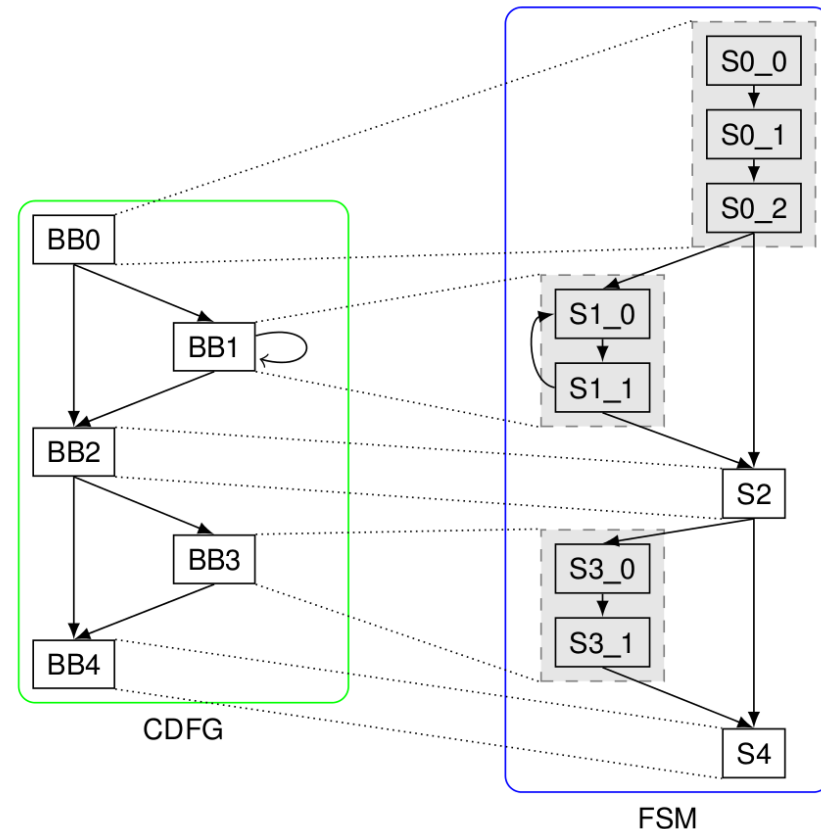 BB0
BB1
BB2
BB3
BB4
CDFG
S0_0
S0_1
S0_2
S1_0
S1_1
S2
S3_0
S3_1
S4
FSM